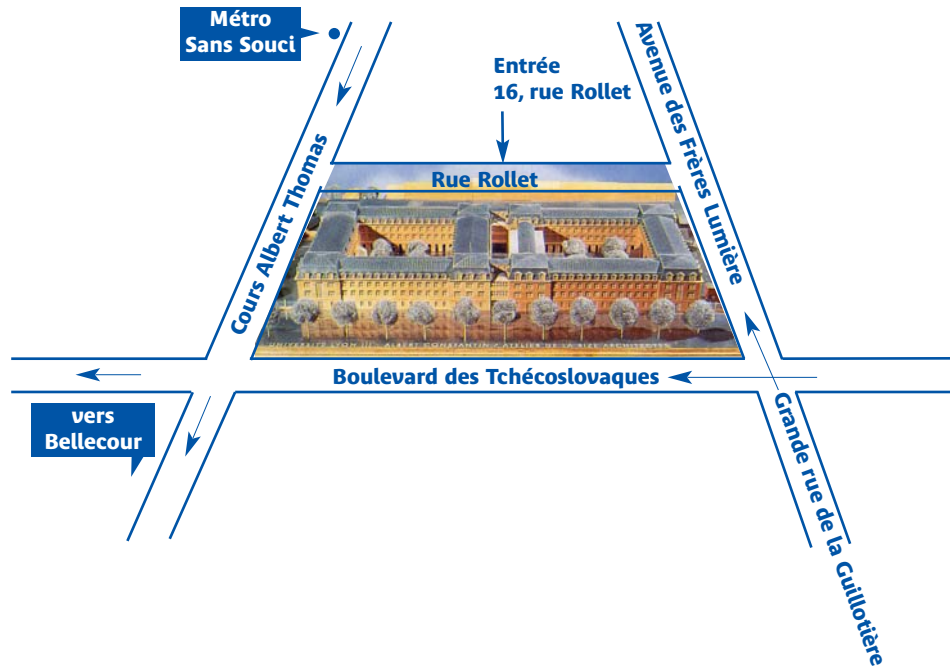 Métro
Sans Souci
Entrée
16, rue Rollet
Avenue des Frères Lumière
Cours Albert Thomas
Rue Rollet
Boulevard des Tchécoslovaques
vers
Bellecour
Grande rue de la Guillotière